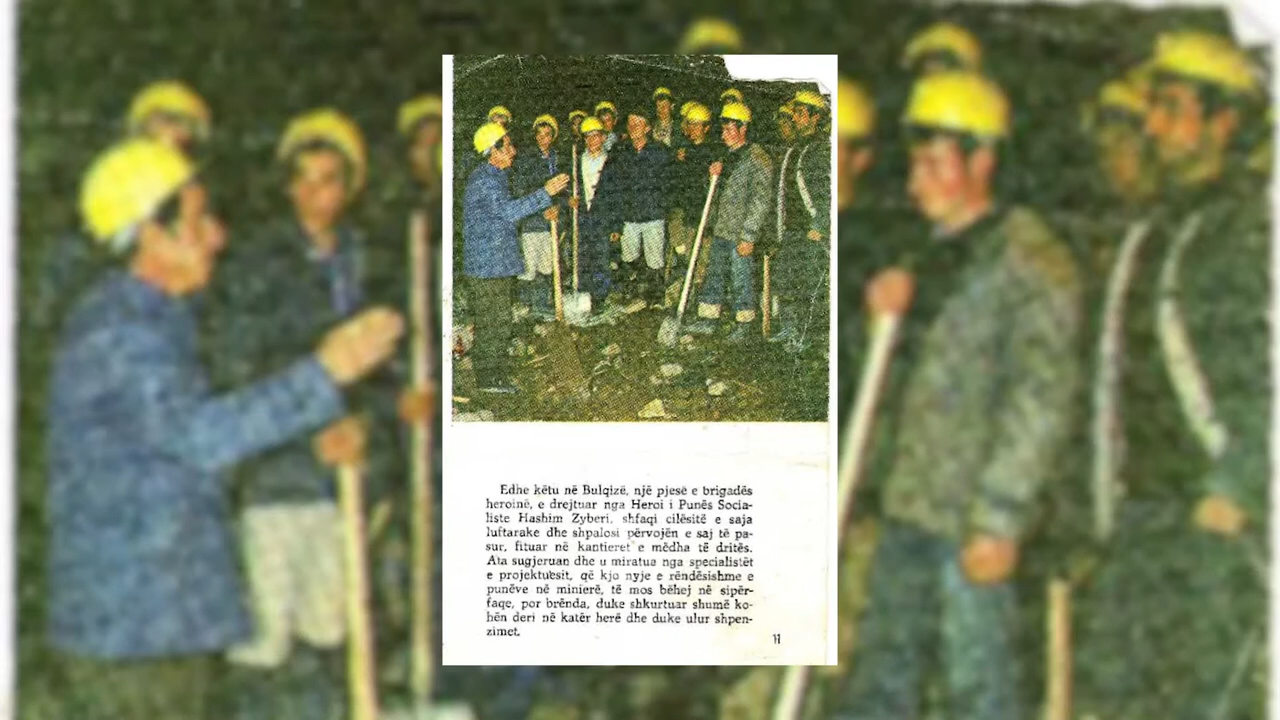 Edhe këtu në Bulqizë, një pjesë e brigadës
heroinë, e drejtuar nga Heroi i Punës Socia-
liste Hashim Zyberi, shfaqi cilësitë e saja
luftarake dhe shpalosi përvojën e saj të pa-
sur, fituar në kantieret e mëdha të dritës.
Ata sugjeruan dhe u miratua nga specialistët
e projektuesit, që kjo nyje e rëndësishme e
punëve në minierë, të mos bëhej në sipër-
faqe, por brënda, duke shkurtuar shumë ko-
hën deri në katër herë dhe duke ulur shpen-
zimet.
11